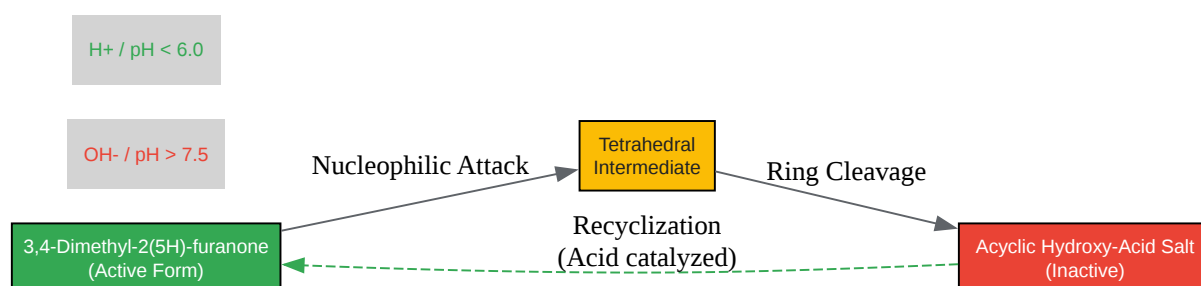 H+ / pH < 6.0
OH- / pH > 7.5
Nucleophilic Attack
Tetrahedral
Intermediate
Ring Cleavage
3,4-Dimethyl-2(5H)-furanone
(Active Form)
Recyclization
(Acid catalyzed)
Acyclic Hydroxy-Acid Salt
(Inactive)